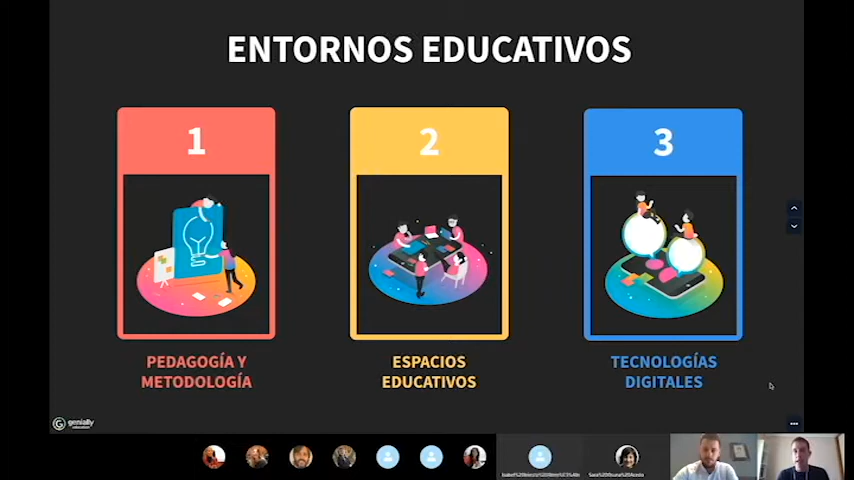 ENTORNOS EDUCATIVOS
1
2
3
PEDAGOGÍA Y
METODOLOGÍA
ESPACIOS
EDUCATIVOS
TECNOLOGÍAS
DIGITALES
genially